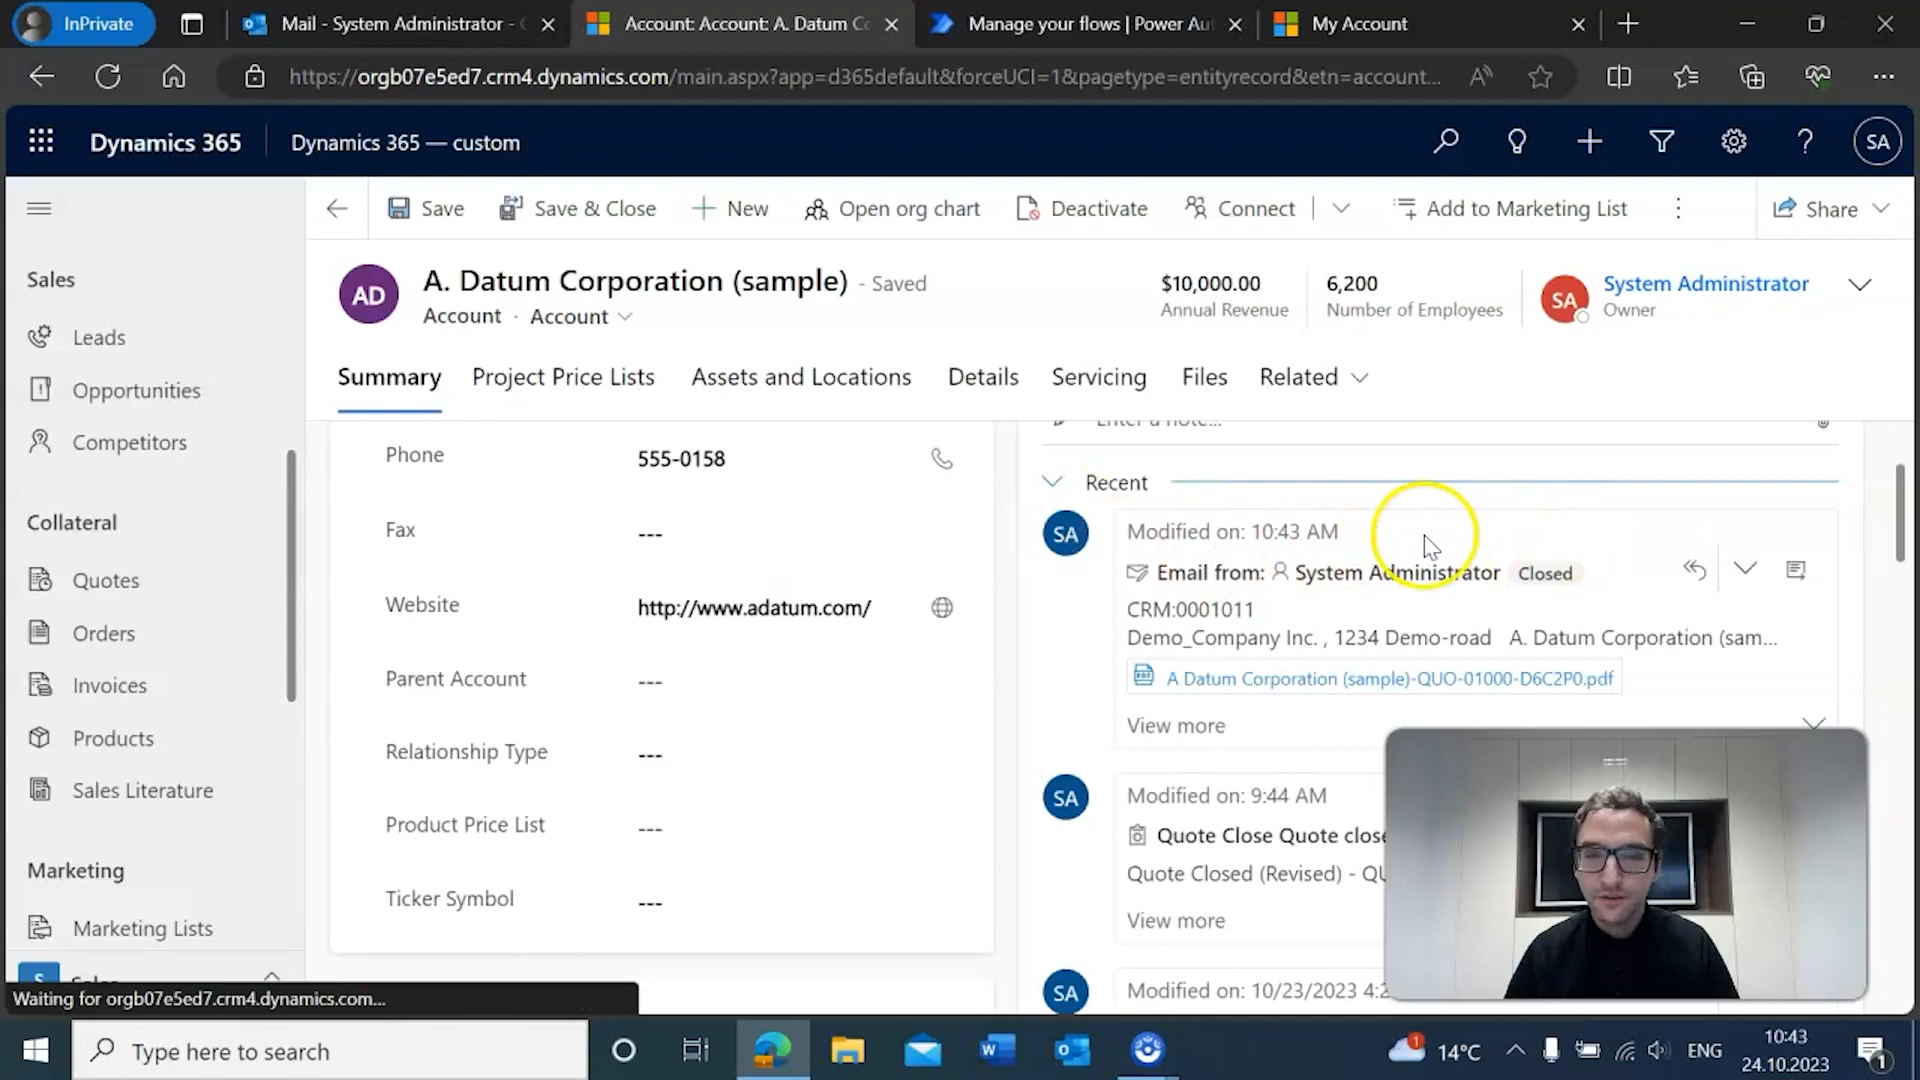 InPrivate
Mail - System Administrator -
Account: Account: A. Datum Co
Manage your flows | Power Aut
My Account
https://orgb07e5ed7.crm4.dynamics.com/main.aspx?app=d365default&forceUCI=1&pagetype=entityrecord&etn=account...
Dynamics 365
Dynamics 365 — custom
SA
Save
Save & Close
New
Open org chart
Deactivate
Connect
Add to Marketing List
Share
AD
A. Datum Corporation (sample) - Saved
Account · Account
$10,000.00
Annual Revenue
6,200
Number of Employees
SA
System Administrator
Owner
Summary
Project Price Lists
Assets and Locations
Details
Servicing
Files
Related
Sales
Leads
Opportunities
Competitors
Collateral
Quotes
Orders
Invoices
Products
Sales Literature
Marketing
Marketing Lists
S
Sales
Phone
555-0158
Fax
---
Website
http://www.adatum.com/
Parent Account
---
Relationship Type
---
Product Price List
---
Ticker Symbol
---
Enter a note...
Recent
SA
Modified on: 10:43 AM
Email from: System Administrator Closed
CRM:0001011
Demo_Company Inc. , 1234 Demo-road A. Datum Corporation (sam...
A Datum Corporation (sample)-QUO-01000-D6C2P0.pdf
View more
SA
Modified on: 9:44 AM
Quote Close Quote close
Quote Closed (Revised) - QU
View more
SA
Modified on: 10/23/2023 4:2
Waiting for orgb07e5ed7.crm4.dynamics.com...
Type here to search
1
14°C
ENG
10:43
24.10.2023
1